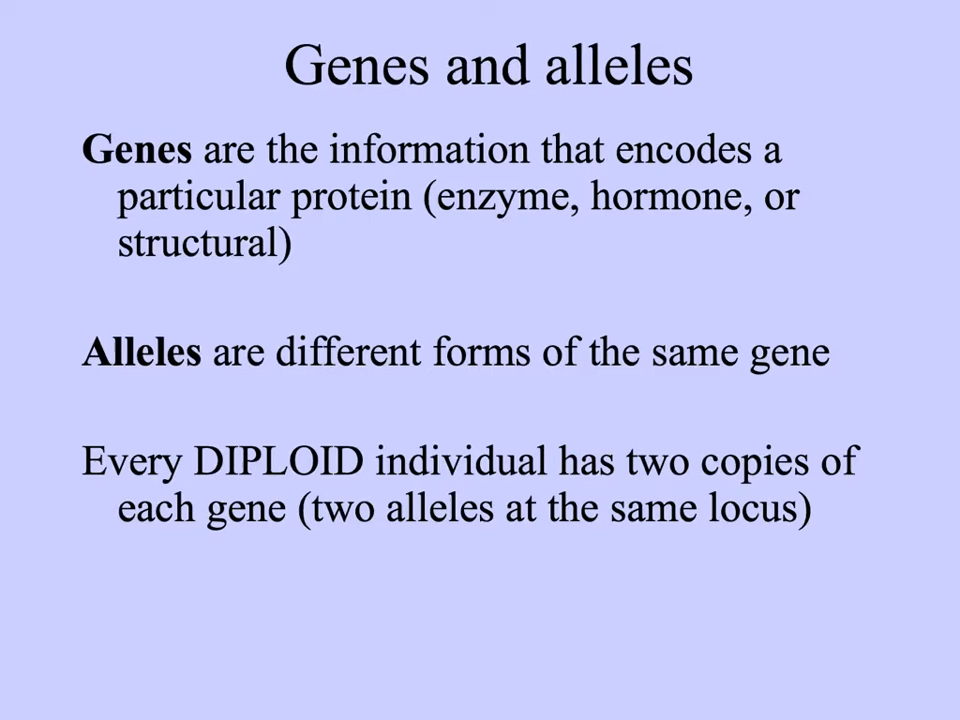 Genes and alleles
Genes are the information that encodes a
particular protein (enzyme, hormone, or
structural)
Alleles are different forms of the same gene
Every DIPLOID individual has two copies of
each gene (two alleles at the same locus)